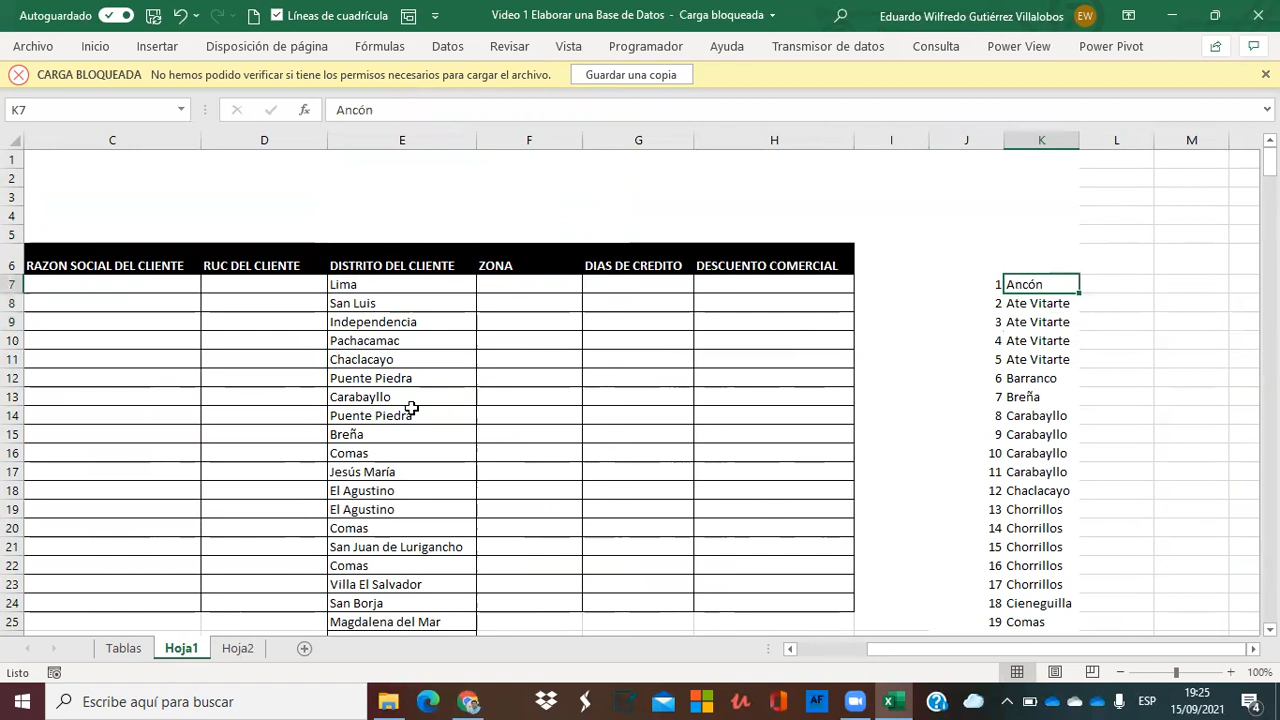 Autoguardado Líneas de cuadrícula Video 1 Elaborar una Base de Datos - Carga bloqueada Eduardo Wilfredo Gutiérrez Villalobos EW
Archivo Inicio Insertar Disposición de página Fórmulas Datos Revisar Vista Programador Ayuda Transmisor de datos Consulta Power View Power Pivot
CARGA BLOQUEADA No hemos podido verificar si tiene los permisos necesarios para cargar el archivo. Guardar una copia
K7 fx Ancón
C D E F G H I J K L M
1
2
3
4
5
6 RAZON SOCIAL DEL CLIENTE RUC DEL CLIENTE DISTRITO DEL CLIENTE ZONA DIAS DE CREDITO DESCUENTO COMERCIAL
7 Lima 1 Ancón
8 San Luis 2 Ate Vitarte
9 Independencia 3 Ate Vitarte
10 Pachacamac 4 Ate Vitarte
11 Chaclacayo 5 Ate Vitarte
12 Puente Piedra 6 Barranco
13 Carabayllo 7 Breña
14 Puente Piedra 8 Carabayllo
15 Breña 9 Carabayllo
16 Comas 10 Carabayllo
17 Jesús María 11 Carabayllo
18 El Agustino 12 Chaclacayo
19 El Agustino 13 Chorrillos
20 Comas 14 Chorrillos
21 San Juan de Lurigancho 15 Chorrillos
22 Comas 16 Chorrillos
23 Villa El Salvador 17 Chorrillos
24 San Borja 18 Cieneguilla
25 Magdalena del Mar 19 Comas
Tablas Hoja1 Hoja2
Listo 100%
Escribe aquí para buscar AF ESP 19:25
15/09/2021 4